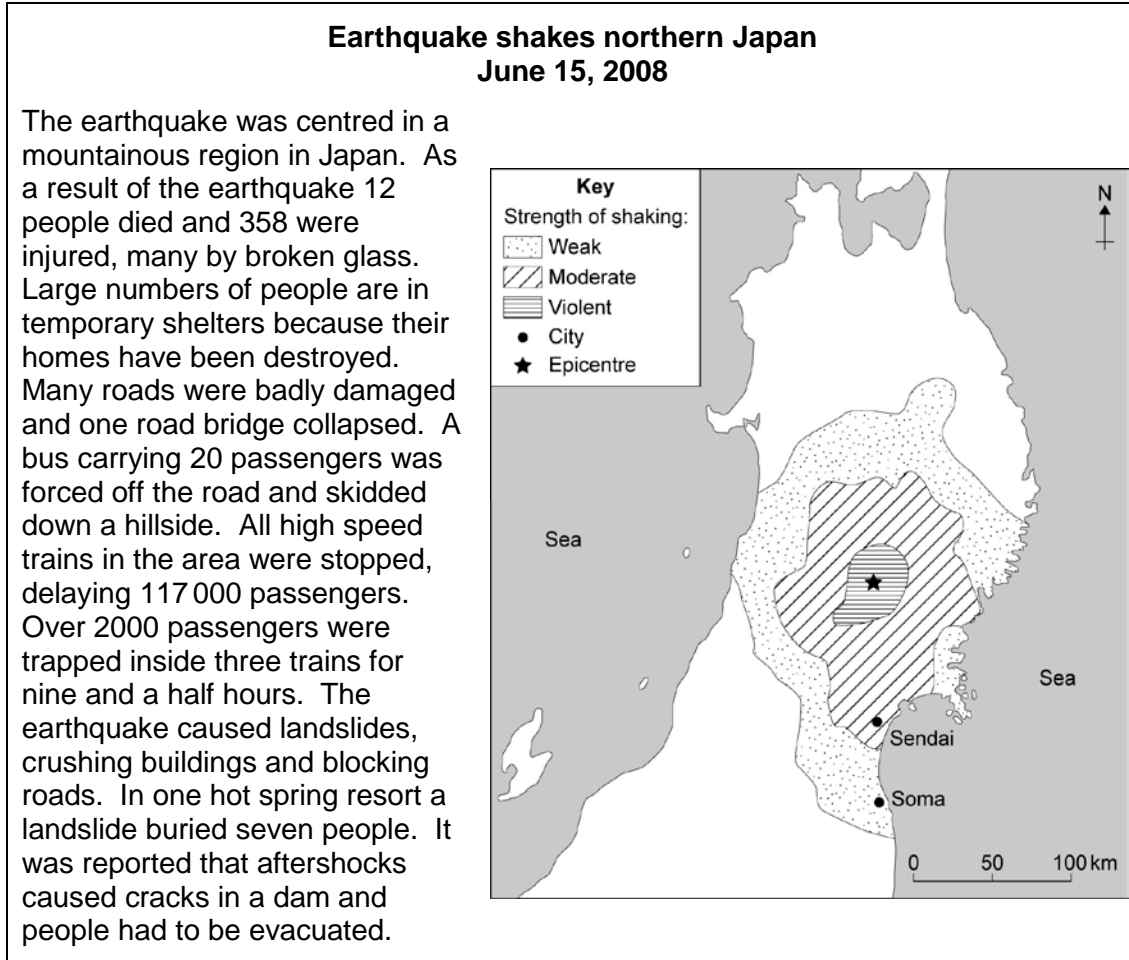 Earthquake shakes northern Japan
June 15, 2008
The earthquake was centred in a
mountainous region in Japan. As
a result of the earthquake 12
people died and 358 were
injured, many by broken glass.
Large numbers of people are in
temporary shelters because their
homes have been destroyed.
Many roads were badly damaged
and one road bridge collapsed. A
bus carrying 20 passengers was
forced off the road and skidded
down a hillside. All high speed
trains in the area were stopped,
delaying 117 000 passengers.
Over 2000 passengers were
trapped inside three trains for
nine and a half hours. The
earthquake caused landslides,
crushing buildings and blocking
roads. In one hot spring resort a
landslide buried seven people. It
was reported that aftershocks
caused cracks in a dam and
people had to be evacuated.
Key
Strength of shaking:
Weak
Moderate
Violent
City
Epicentre
N
Sea
Sea
Sendai
Soma
0 50 100 km